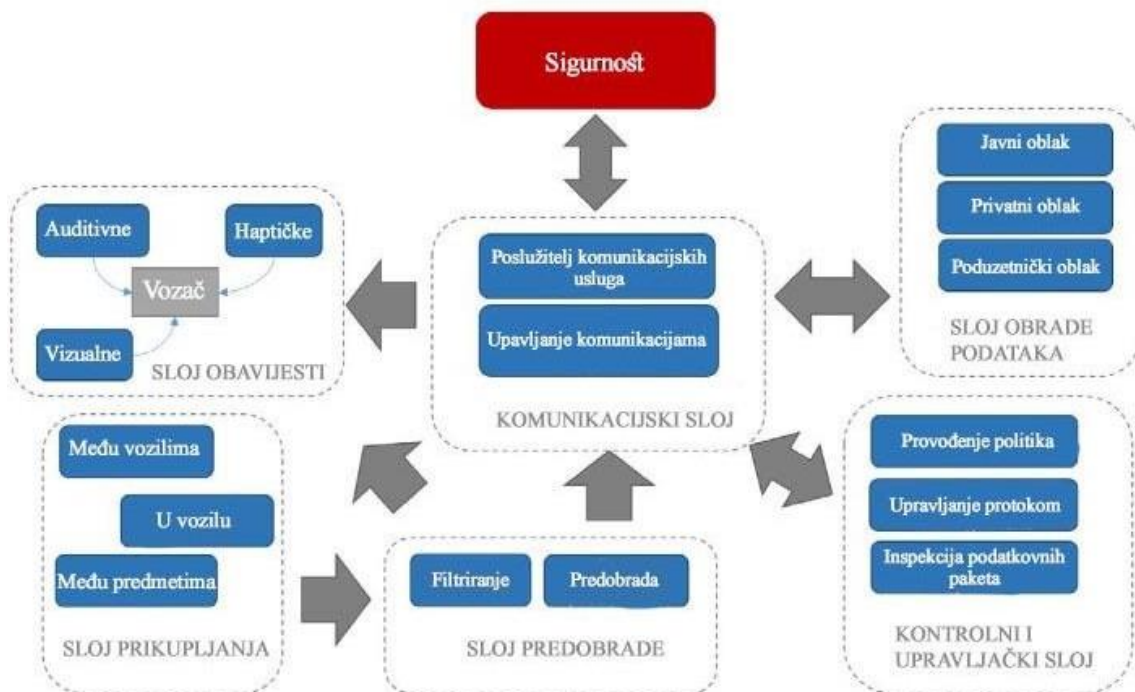 Sigurnost
Javni oblak
Privatni oblak
Poduzetnički oblak
SLOJ OBRADE
PODATAKA
Auditivne
Haptičke
Vozač
Vizualne
SLOJ OBAVIJESTI
Poslužitelj komunikacijskih
usluga
Upavljanje komunikacijama
KOMUNIKACIJSKI SLOJ
Među vozilima
U vozilu
Među predmetima
SLOJ PRIKUPLJANJA
Filtriranje
Predobrada
SLOJ PREDOBRADE
Provođenje politika
Upravljanje protokom
Inspekcija podatkovnih
paketa
KONTROLNI I
UPRAVLJAČKI SLOJ